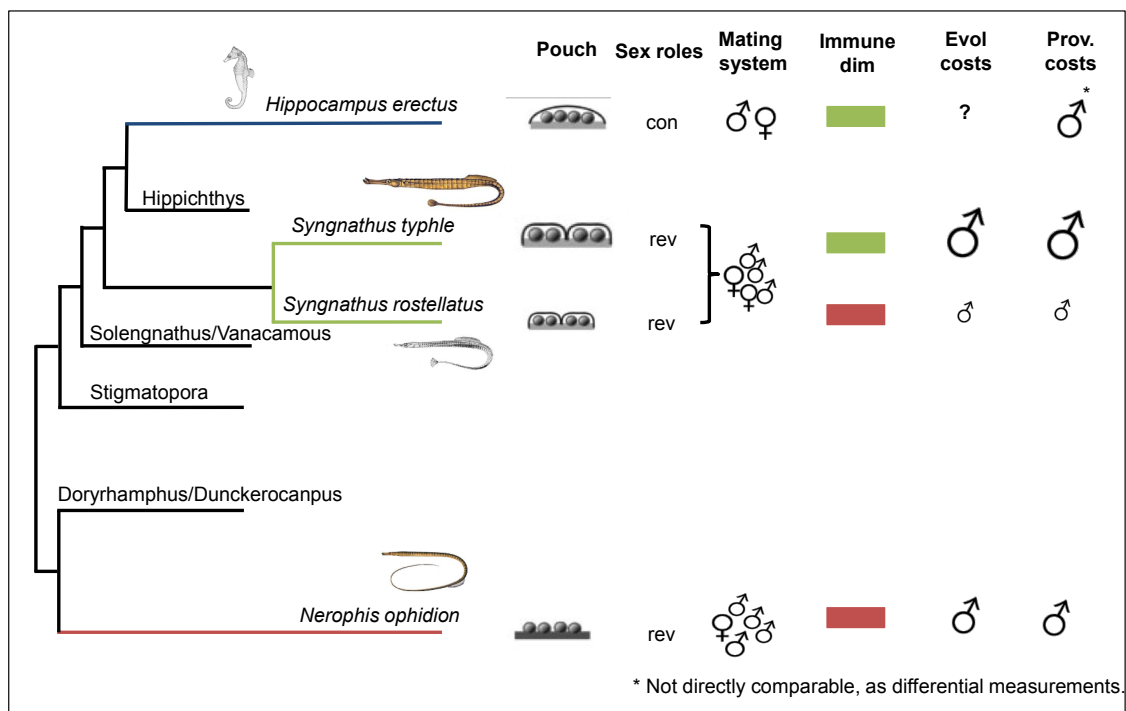 Pouch Sex roles Mating system Immune dim Evol costs Prov. costs
Hippocampus erectus con ? *
Hippichthys
Syngnathus typhle rev
Syngnathus rostellatus rev
Solengnathus/Vanacamous
Stigmatopora
Doryrhamphus/Dunckerocanpus
Nerophis ophidion rev
* Not directly comparable, as differential measurements.